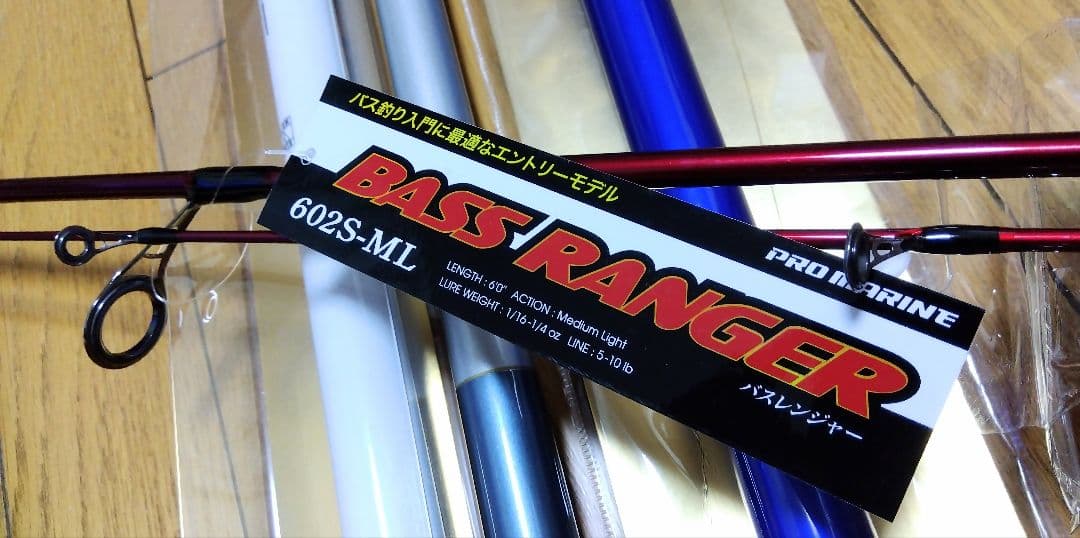 バス釣り入門に最適なエントリーモデル
BASS RANGER
602S-ML
PRO MARINE
LENGTH : 6'0" ACTION : Medium Light
LURE WEIGHT : 1/16-1/4 oz LINE : 5-10 lb
バスレンジャー